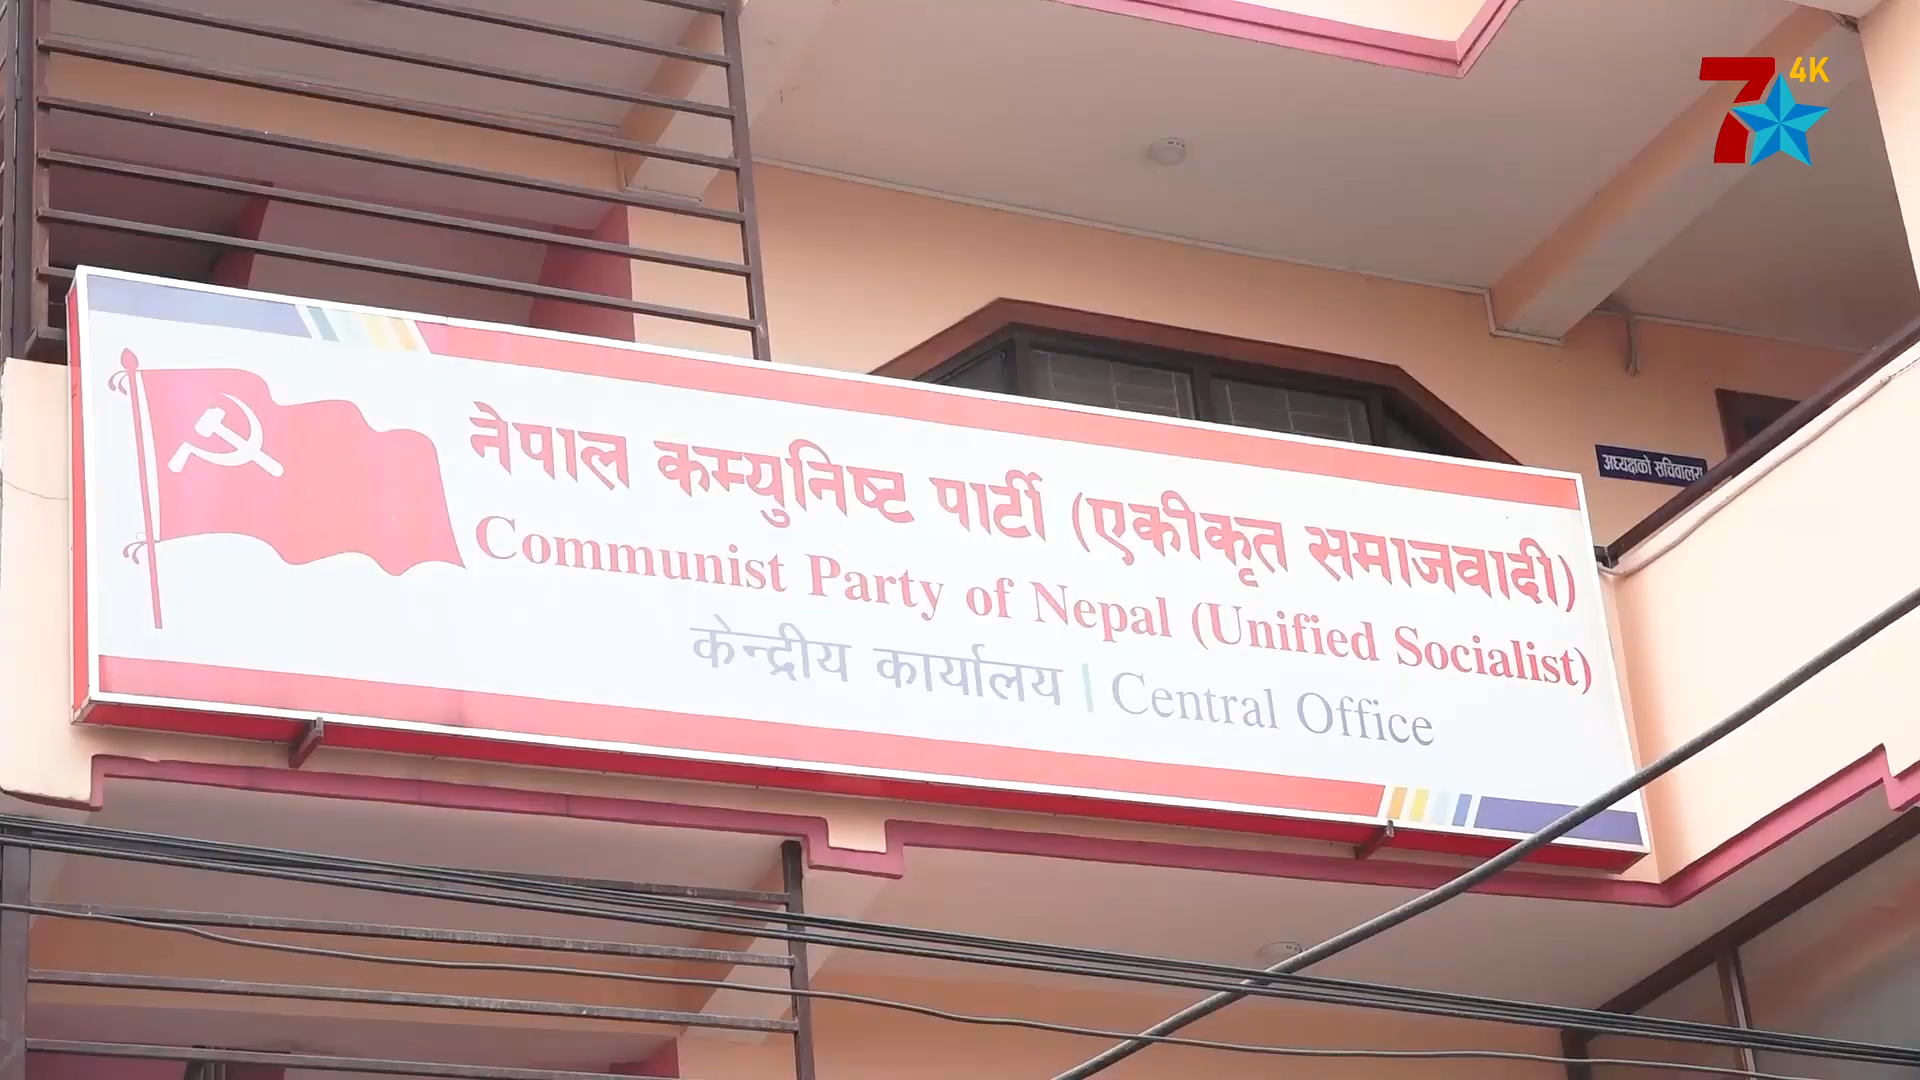 7 4K
नेपाल कम्युनिष्ट पार्टी (एकीकृत समाजवादी)
Communist Party of Nepal (Unified Socialist)
केन्द्रीय कार्यालय | Central Office
अध्यक्षको सचिवालय